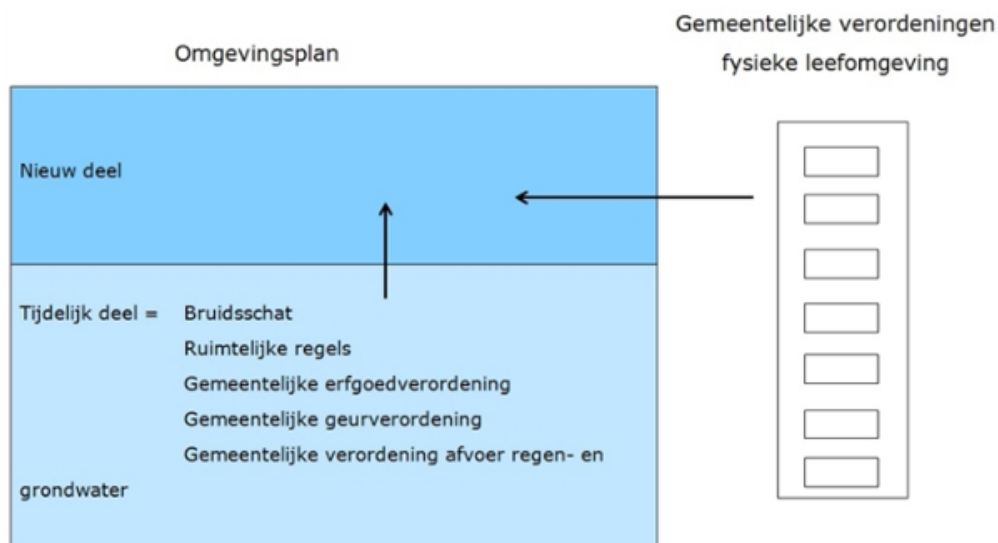 Omgevingsplan
Gemeentelijke verordeningen
fysieke leefomgeving
Nieuw deel
Tijdelijk deel = Bruidsschat
Ruimtelijke regels
Gemeentelijke erfgoedverordening
Gemeentelijke geurverordening
Gemeentelijke verordening afvoer regen- en
grondwater